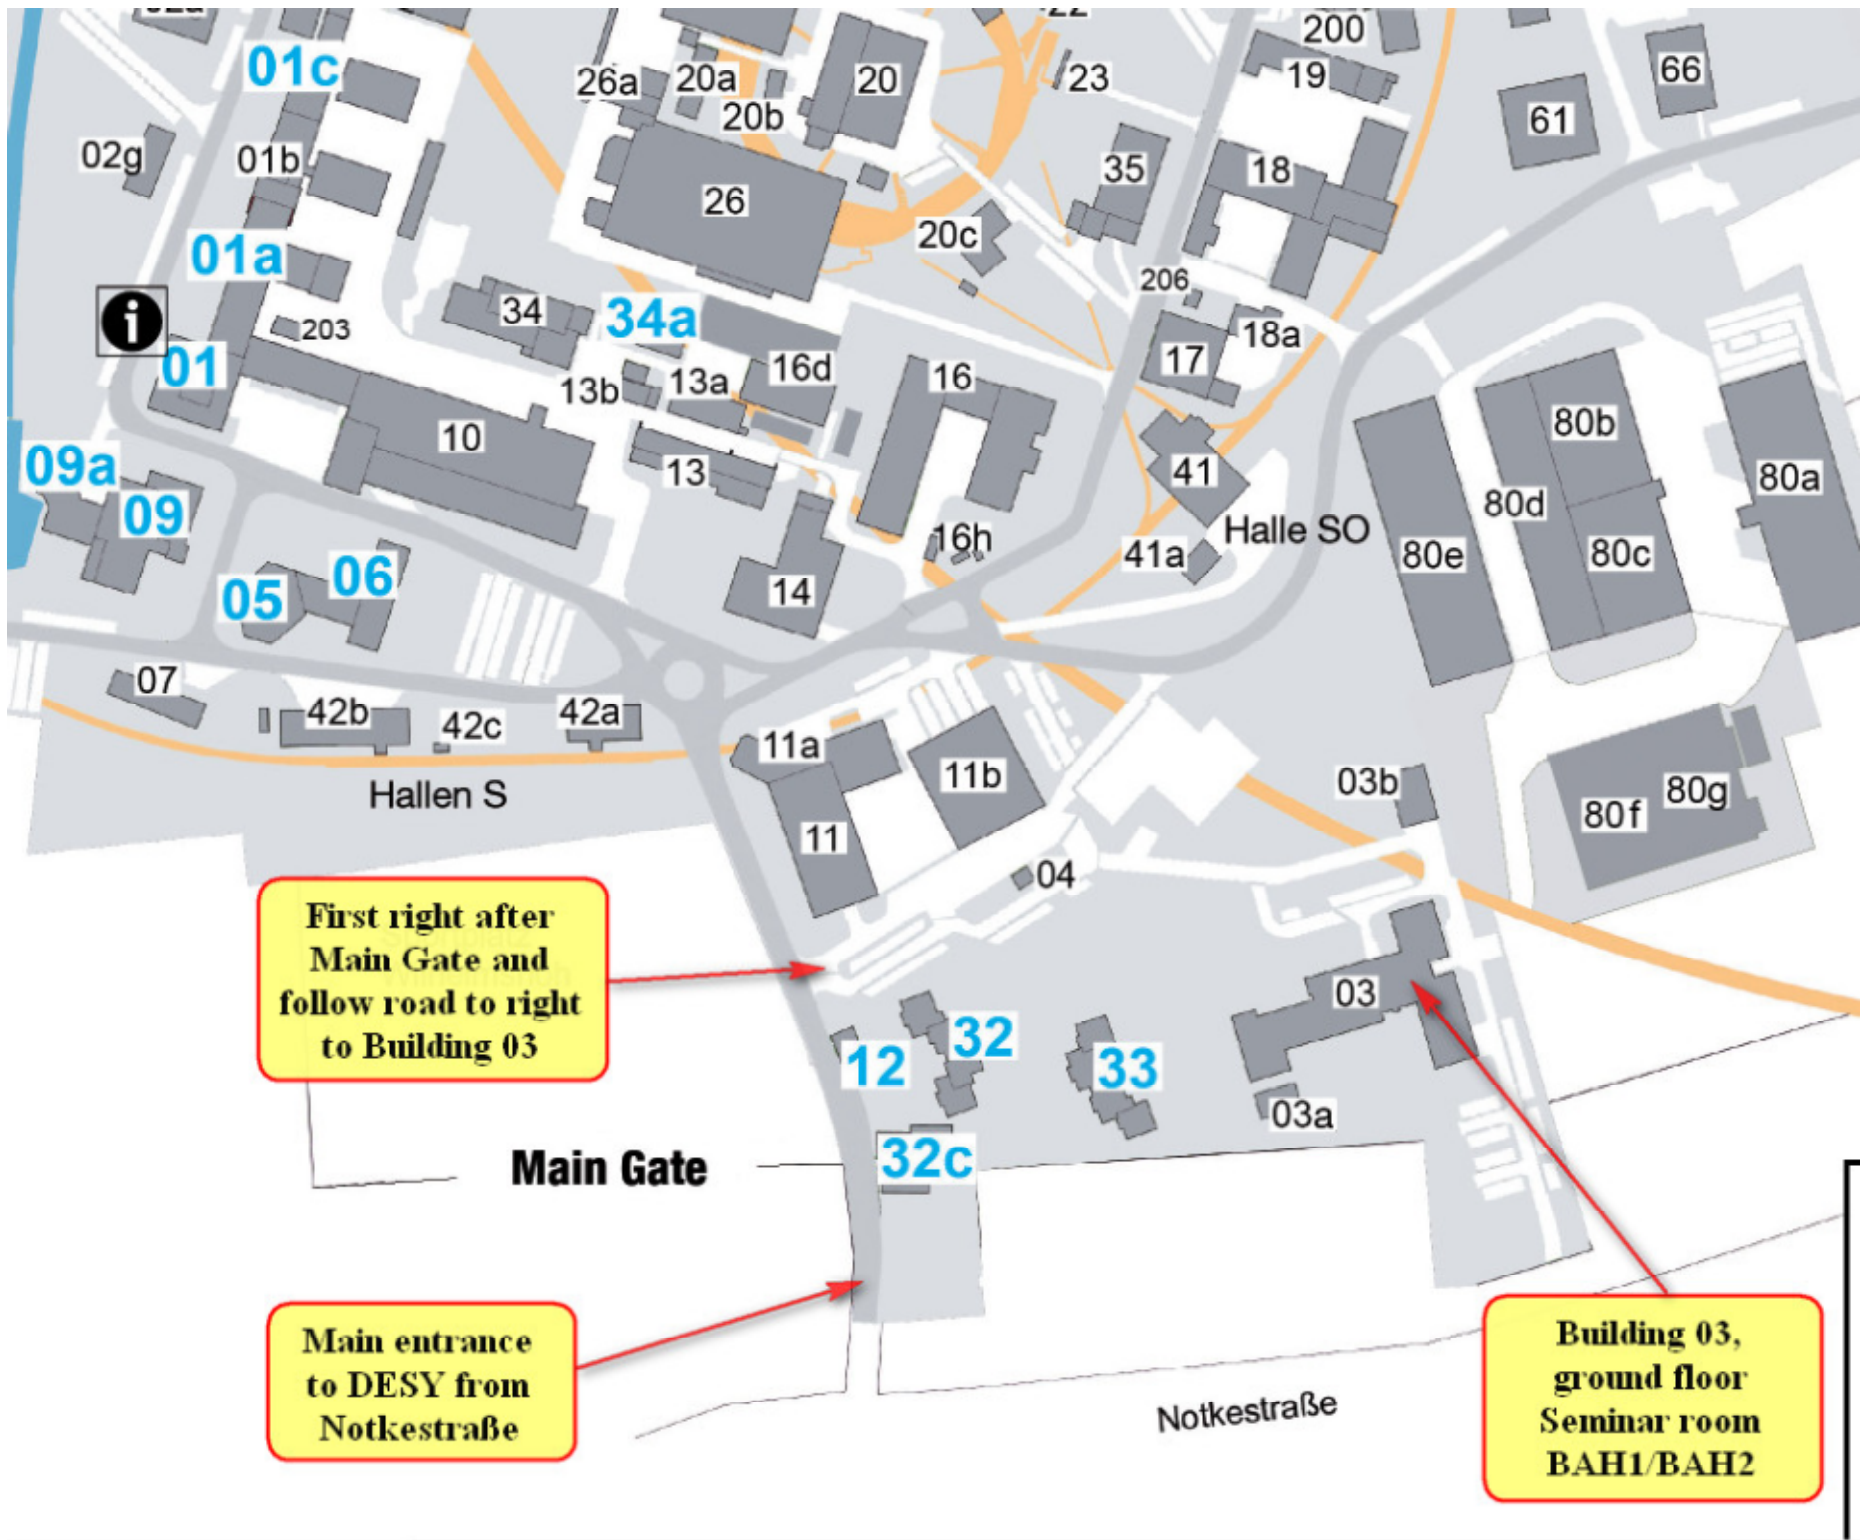 200
01c
26a
20a
20b
20
23
19
66
61
02g
01b
26
35
18
20c
01a
206
34
34a
203
18a
17
01
13b
13a
16d
16
10
80b
09a
13
41
80d
80a
09
Halle SO
16h
41a
80e
80c
05
06
14
07
42b
42c
42a
11a
11b
03b
80f
80g
Hallen S
11
04
First right after
Main Gate and
follow road to right
to Building 03
03
12
32
33
03a
Main Gate
32c
Main entrance
to DESY from
Notkestraße
Notkestraße
Building 03,
ground floor
Seminar room
BAH1/BAH2